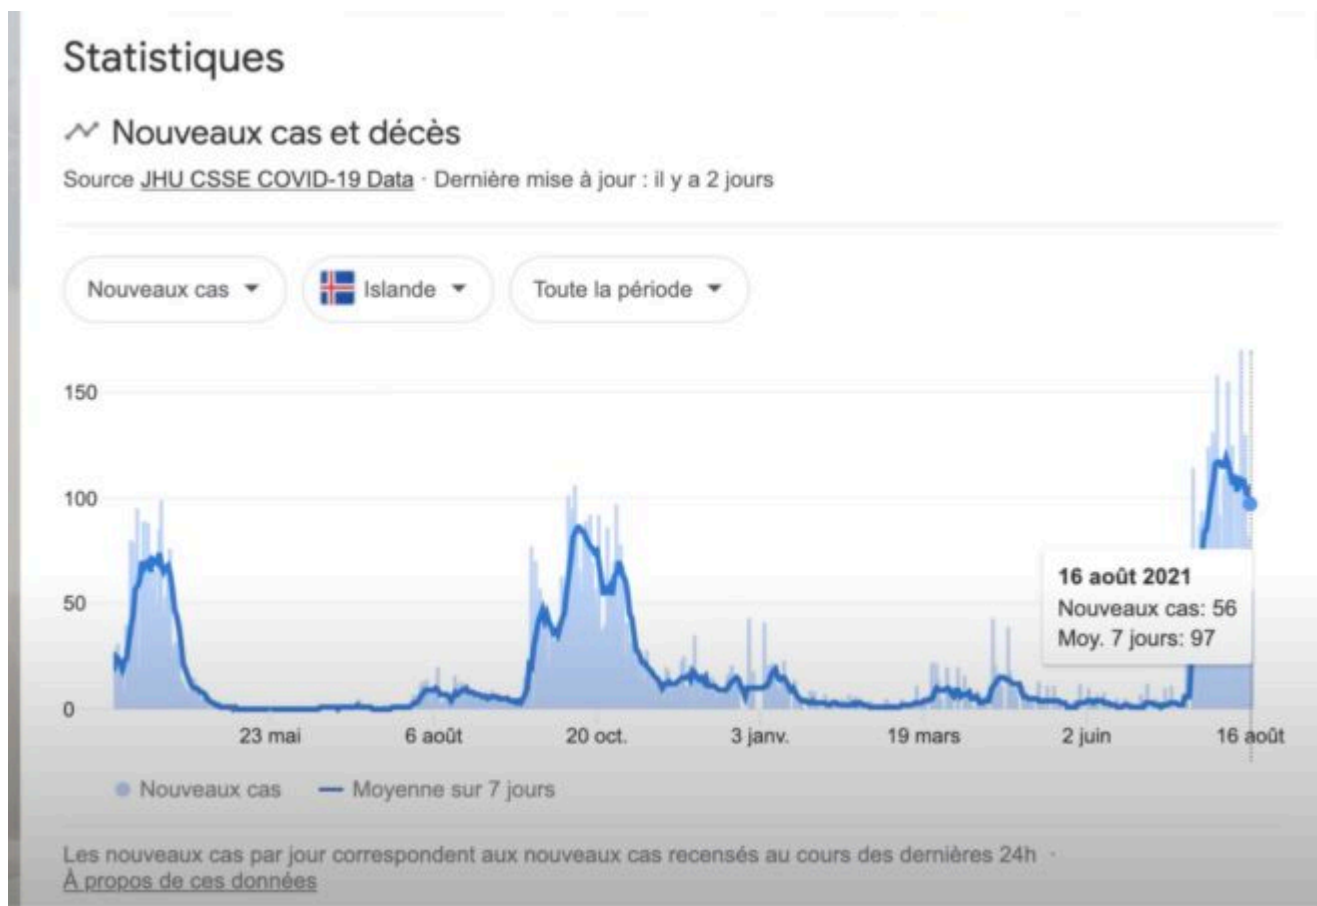 Statistiques
Nouveaux cas et décès
Source JHU CSSE COVID-19 Data · Dernière mise à jour : il y a 2 jours
Nouveaux cas
Islande
Toute la période
150
100
50
0
16 août 2021
Nouveaux cas: 56
Moy. 7 jours: 97
23 mai
6 août
20 oct.
3 janv.
19 mars
2 juin
16 août
Nouveaux cas
Moyenne sur 7 jours
Les nouveaux cas par jour correspondent aux nouveaux cas recensés au cours des dernières 24h ·
À propos de ces données